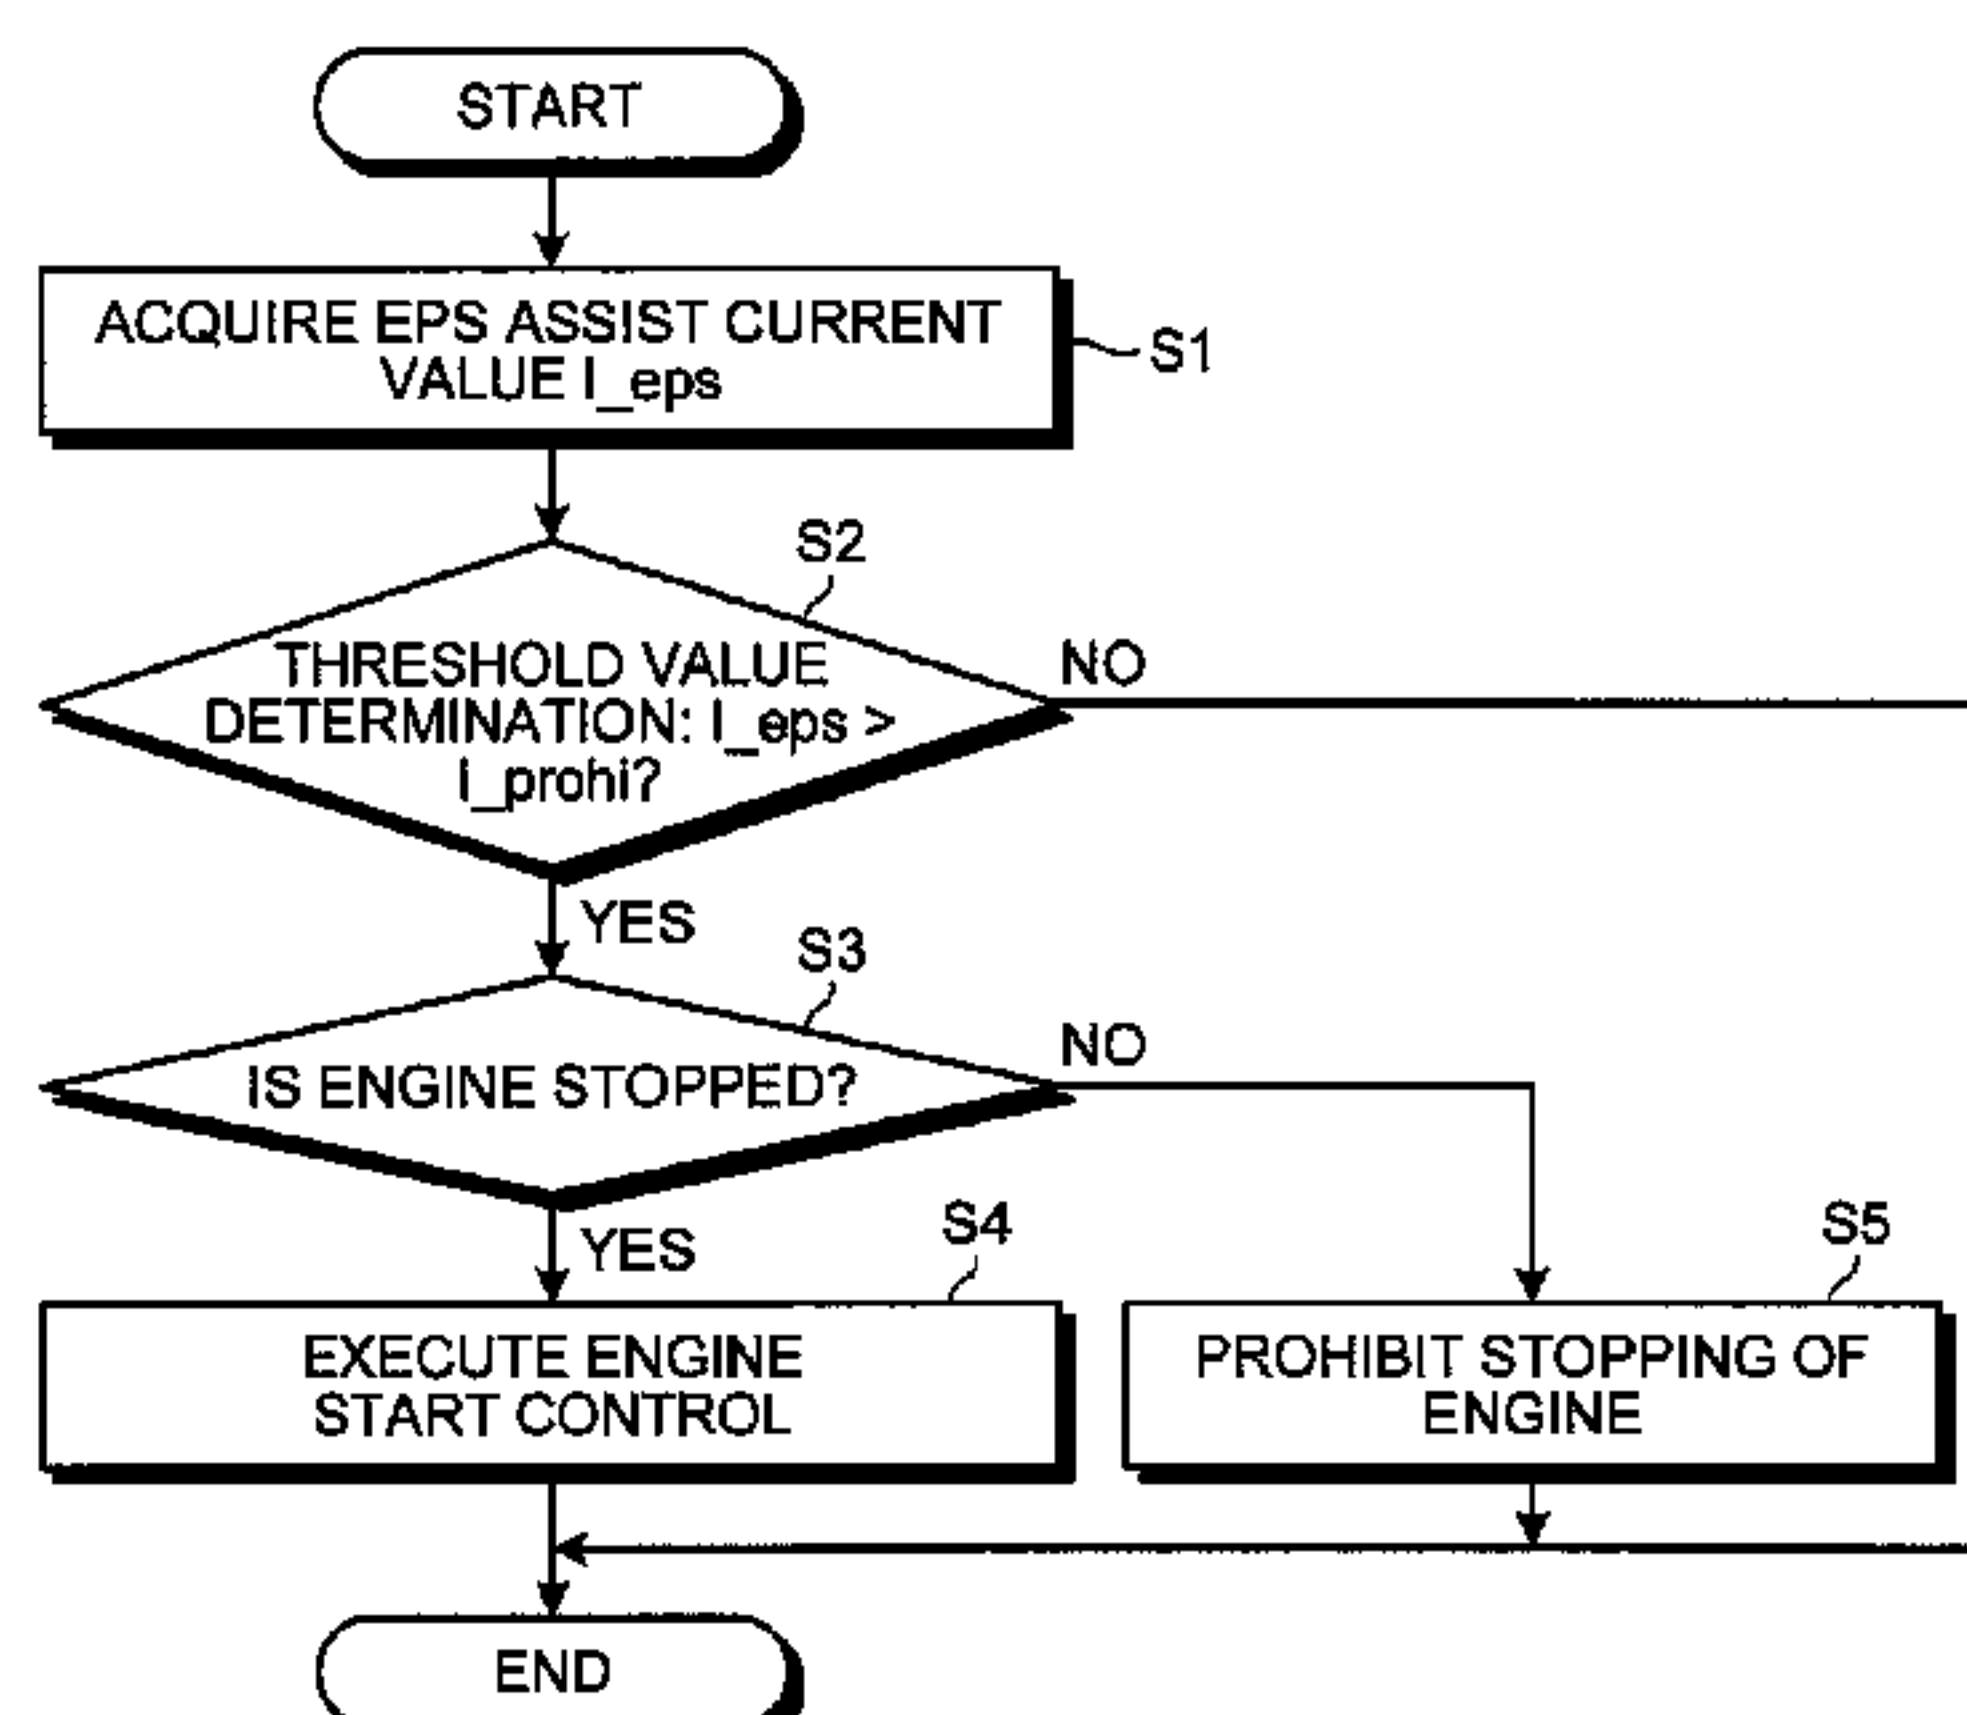 START
ACQUIRE EPS ASSIST CURRENT
VALUE I_eps
S1
S2
THRESHOLD VALUE
DETERMINATION: I_eps >
I_prohi?
NO
YES
S3
IS ENGINE STOPPED?
NO
YES
S4
S5
EXECUTE ENGINE
START CONTROL
PROHIBIT STOPPING OF
ENGINE
END